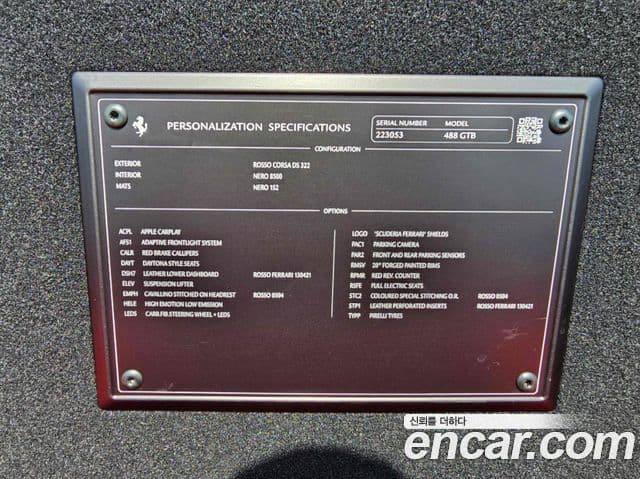 PERSONALIZATION SPECIFICATIONS
SERIAL NUMBER MODEL
223053 488 GTB
CONFIGURATION
EXTERIOR ROSSO CORSA DS 322
INTERIOR NERO 8500
MATS NERO 152
OPTIONS
ACPL APPLE CARPLAY
AFS1 ADAPTIVE FRONTLIGHT SYSTEM
CALR RED BRAKE CALLIPERS
DAYT DAYTONA STYLE SEATS
DSH7 LEATHER LOWER DASHBOARD ROSSO FERRARI 130421
ELEV SUSPENSION LIFTER
EMPH CAVALLINO STITCHED ON HEADREST ROSSO 8594
HELE HIGH EMOTION LOW EMISSION
LEDS CARB.FIB.STEERING WHEEL + LEDS
LOGO "SCUDERIA FERRARI" SHIELDS
PAC1 PARKING CAMERA
PAR2 FRONT AND REAR PARKING SENSORS
RMSV 20" FORGED PAINTED RIMS
RPMR RED REV. COUNTER
RSFE FULL ELECTRIC SEATS
STC2 COLOURED SPECIAL STITCHING O.R. ROSSO 8594
STP1 LEATHER PERFORATED INSERTS ROSSO FERRARI 130421
TYPP PIRELLI TYRES
신뢰를 더하다
encar.com